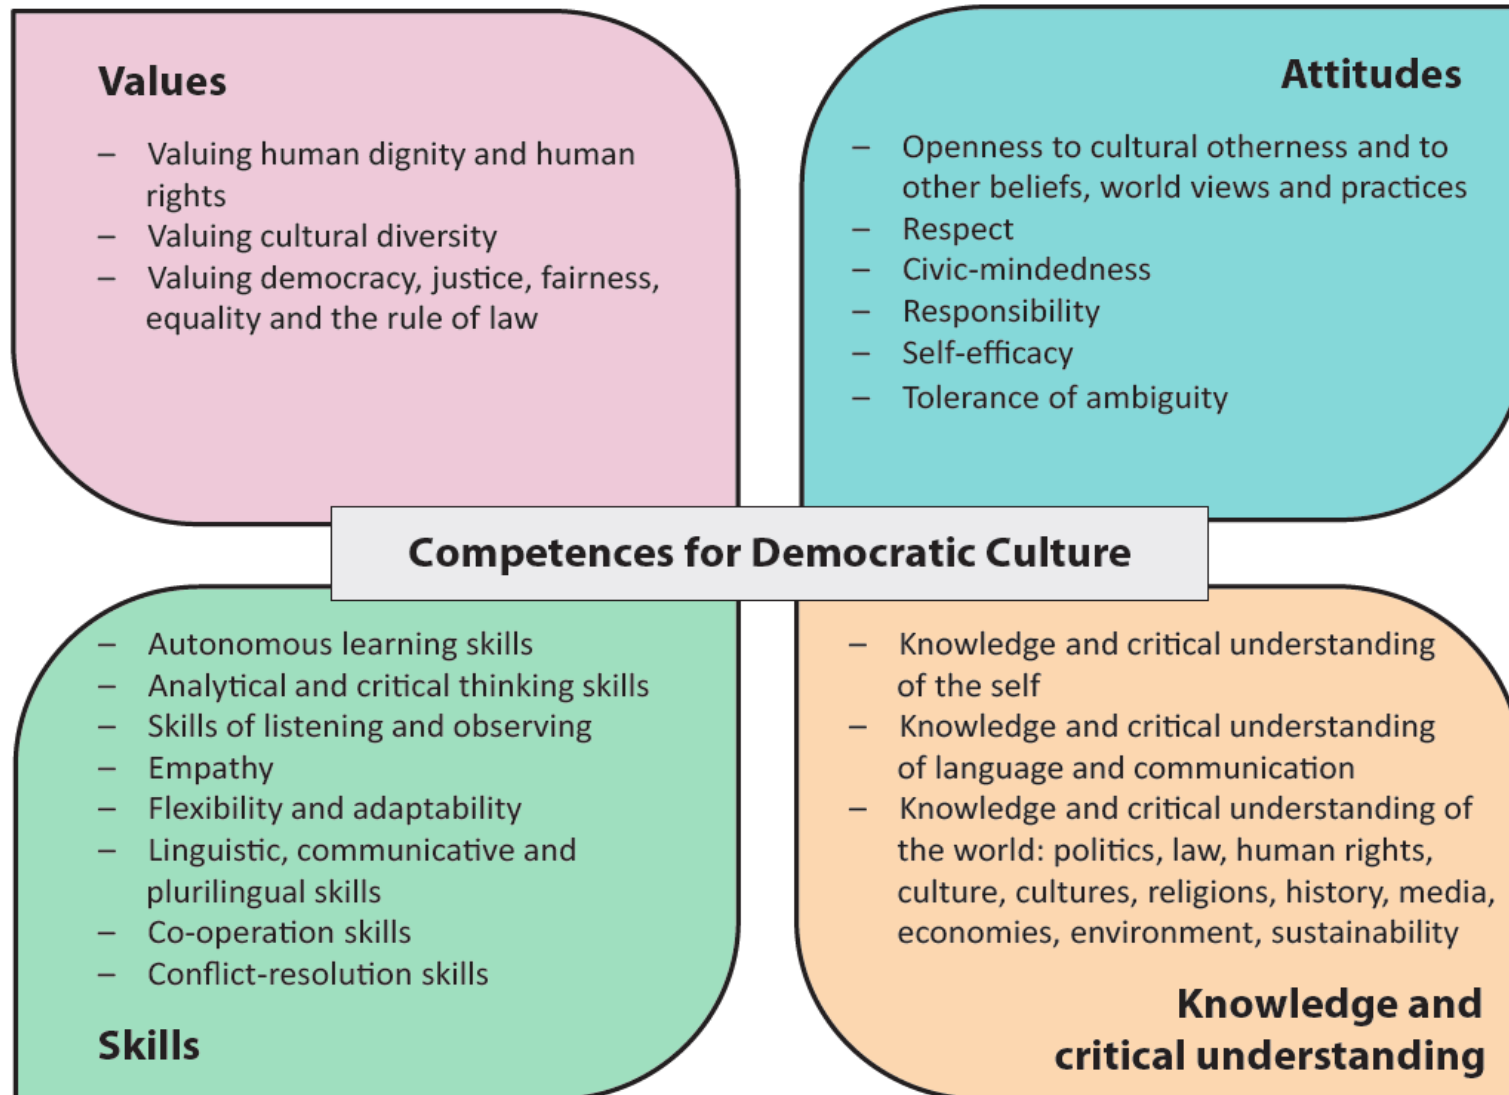 Values
– Valuing human dignity and human
rights
– Valuing cultural diversity
– Valuing democracy, justice, fairness,
equality and the rule of law
Attitudes
– Openness to cultural otherness and to
other beliefs, world views and practices
– Respect
– Civic-mindedness
– Responsibility
– Self-efficacy
– Tolerance of ambiguity
Competences for Democratic Culture
– Autonomous learning skills
– Analytical and critical thinking skills
– Skills of listening and observing
– Empathy
– Flexibility and adaptability
– Linguistic, communicative and
plurilingual skills
– Co-operation skills
– Conflict-resolution skills
Skills
– Knowledge and critical understanding
of the self
– Knowledge and critical understanding
of language and communication
– Knowledge and critical understanding of
the world: politics, law, human rights,
culture, cultures, religions, history, media,
economies, environment, sustainability
Knowledge and
critical understanding